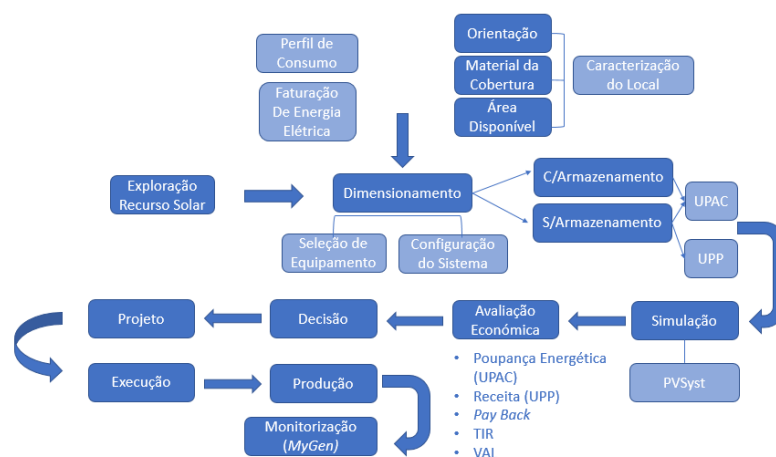 Perfil de
Consumo
Faturação
De Energia
Elétrica
Orientação
Material da
Cobertura
Área
Disponível
Caracterização
do Local
Exploração
Recurso Solar
Dimensionamento
Seleção de
Equipamento
Configuração
do Sistema
C/Armazenamento
S/Armazenamento
UPAC
UPP
Projeto
Decisão
Avaliação
Económica
Simulação
PVSyst
• Poupança Energética
(UPAC)
• Receita (UPP)
• Pay Back
• TIR
• VAL
Execução
Produção
Monitorização
(MyGen)